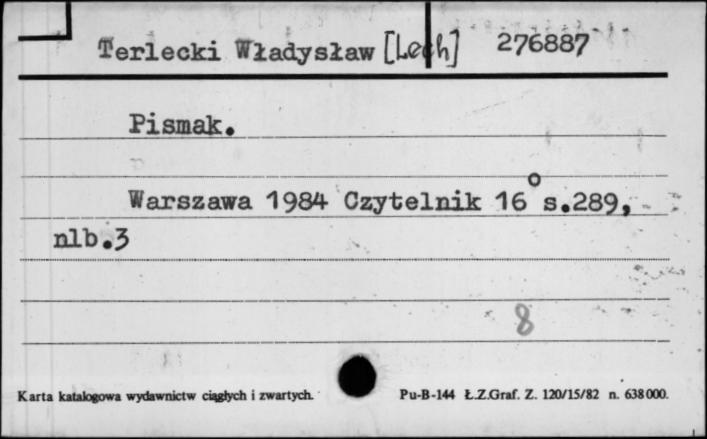 Terlecki Władysław [Lech] 276887
Pismak.
Warszawa 1984 Czytelnik 16° s.289,
nlb.3
8
Karta katalogowa wydawnictw ciągłych i zwartych. Pu-B-144 Ł.Z.Graf. Z. 120/15/82 n. 638000.